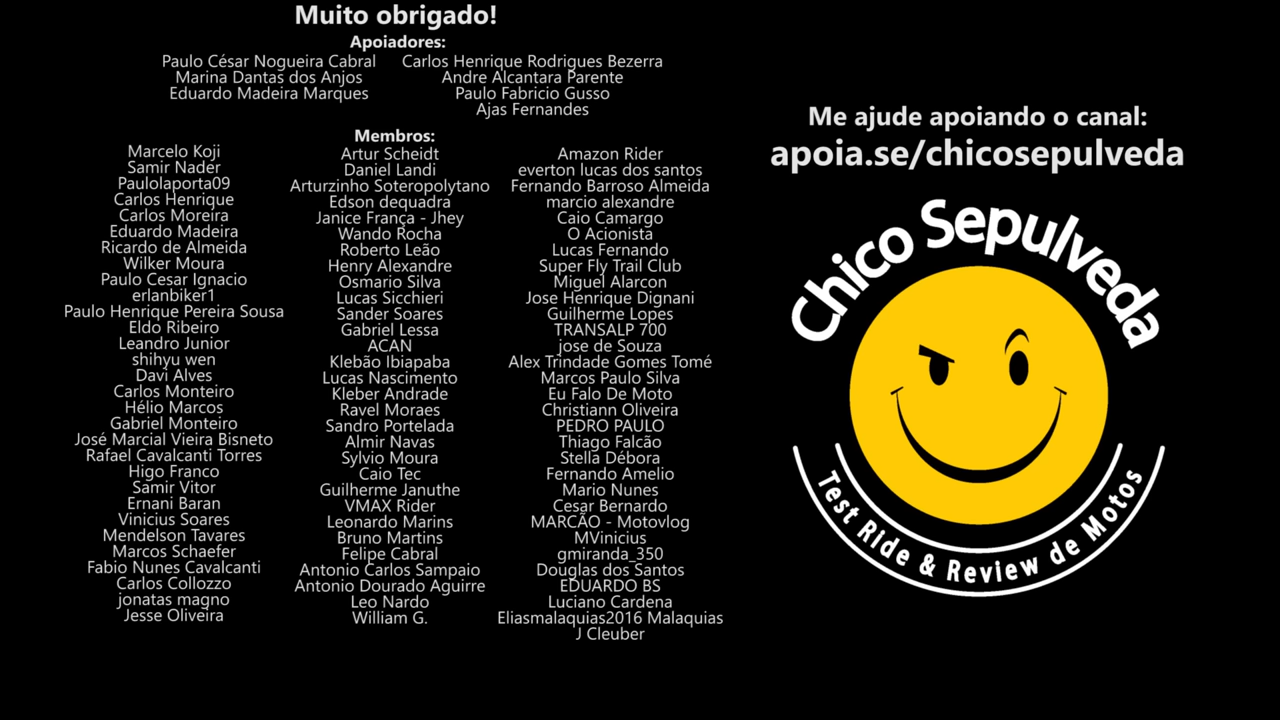 Muito obrigado!
Apoiadores:
Paulo César Nogueira Cabral
Marina Dantas dos Anjos
Eduardo Madeira Marques
Carlos Henrique Rodrigues Bezerra
Andre Alcantara Parente
Paulo Fabricio Gusso
Ajas Fernandes
Membros:
Marcelo Koji
Samir Nader
Paulolaporta09
Carlos Henrique
Carlos Moreira
Eduardo Madeira
Ricardo de Almeida
Wilker Moura
Paulo Cesar Ignacio
erlanbiker1
Paulo Henrique Pereira Sousa
Eldo Ribeiro
Leandro Junior
shihyu wen
Davi Alves
Carlos Monteiro
Hélio Marcos
Gabriel Monteiro
José Marcial Vieira Bisneto
Rafael Cavalcanti Torres
Higo Franco
Samir Vitor
Ernani Baran
Vinicius Soares
Mendelson Tavares
Marcos Schaefer
Fabio Nunes Cavalcanti
Carlos Collozzo
jonatas magno
Jesse Oliveira
Artur Scheidt
Daniel Landi
Arturzinho Soteropolytano
Edson dequadra
Janice França - Jhey
Wando Rocha
Roberto Leão
Henry Alexandre
Osmario Silva
Lucas Sicchieri
Sander Soares
Gabriel Lessa
ACAN
Klebão Ibiapaba
Lucas Nascimento
Kleber Andrade
Ravel Moraes
Sandro Portelada
Almir Navas
Sylvio Moura
Caio Tec
Guilherme Januthe
VMAX Rider
Leonardo Marins
Bruno Martins
Felipe Cabral
Antonio Carlos Sampaio
Antonio Dourado Aguirre
Leo Nardo
William G.
Amazon Rider
everton lucas dos santos
Fernando Barroso Almeida
marcio alexandre
Caio Camargo
O Acionista
Lucas Fernando
Super Fly Trail Club
Miguel Alarcon
Jose Henrique Dignani
Guilherme Lopes
TRANSALP 700
jose de Souza
Alex Trindade Gomes Tomé
Marcos Paulo Silva
Eu Falo De Moto
Christiann Oliveira
PEDRO PAULO
Thiago Falcão
Stella Débora
Fernando Amelio
Mario Nunes
Cesar Bernardo
MARCÃO - Motovlog
MVinicius
gmiranda_350
Douglas dos Santos
EDUARDO BS
Luciano Cardena
Eliasmalaquias2016 Malaquias
J Cleuber
Me ajude apoiando o canal:
apoia.se/chicosepulveda
Chico Sepulveda
Test Ride & Review de Motos